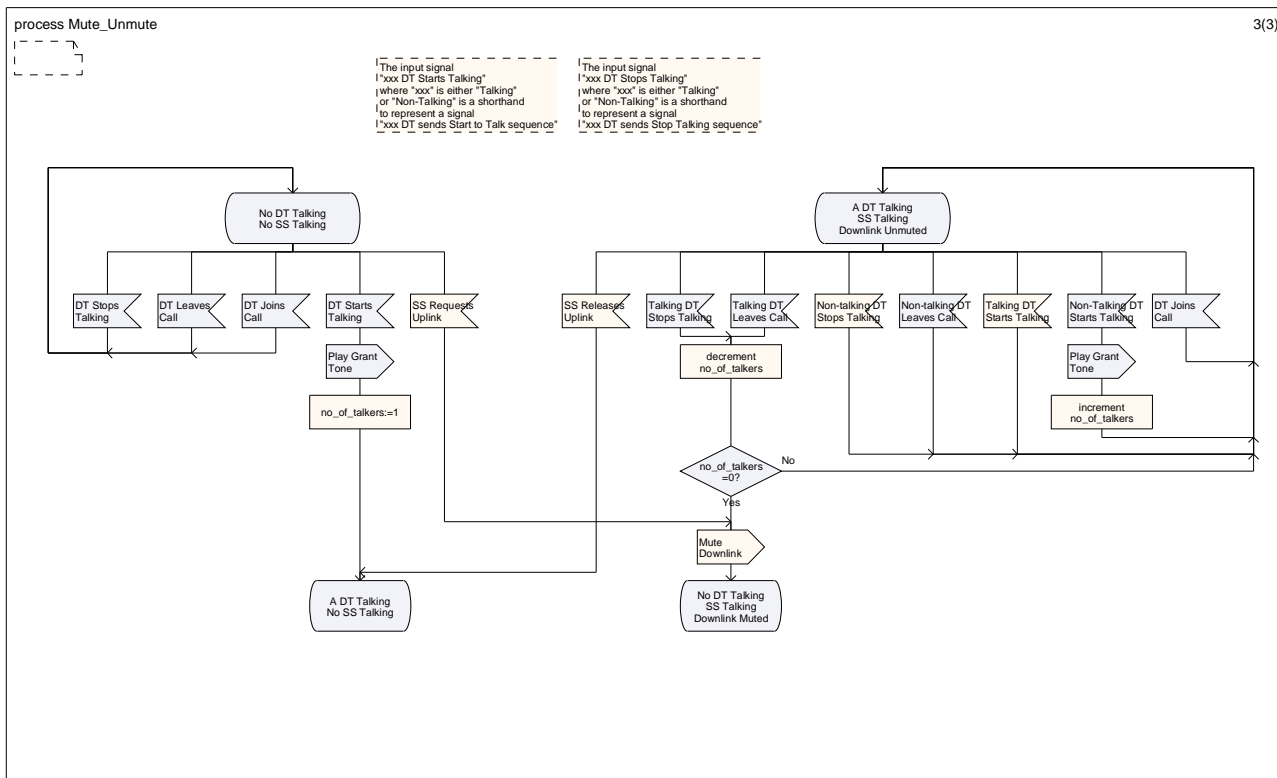 process Mute_Unmute
3(3)
The input signal
"xxx DT Starts Talking"
where "xxx" is either "Talking"
or "Non-Talking" is a shorthand
to represent a signal
"xxx DT sends Start to Talk sequence"
The input signal
"xxx DT Stops Talking"
where "xxx" is either "Talking"
or "Non-Talking" is a shorthand
to represent a signal
"xxx DT sends Stop Talking sequence"
No DT Talking
No SS Talking
A DT Talking
SS Talking
Downlink Unmuted
DT Stops
Talking
DT Leaves
Call
DT Joins
Call
DT Starts
Talking
SS Requests
Uplink
SS Releases
Uplink
Talking DT
Stops Talking
Talking DT
Leaves Call
Non-talking DT
Stops Talking
Non-talking DT
Leaves Call
Talking DT
Starts Talking
Non-Talking DT
Starts Talking
DT Joins
Call
Play Grant
Tone
decrement
no_of_talkers
Play Grant
Tone
no_of_talkers:=1
increment
no_of_talkers
no_of_talkers
=0?
No
Yes
Mute
Downlink
A DT Talking
No SS Talking
No DT Talking
SS Talking
Downlink Muted